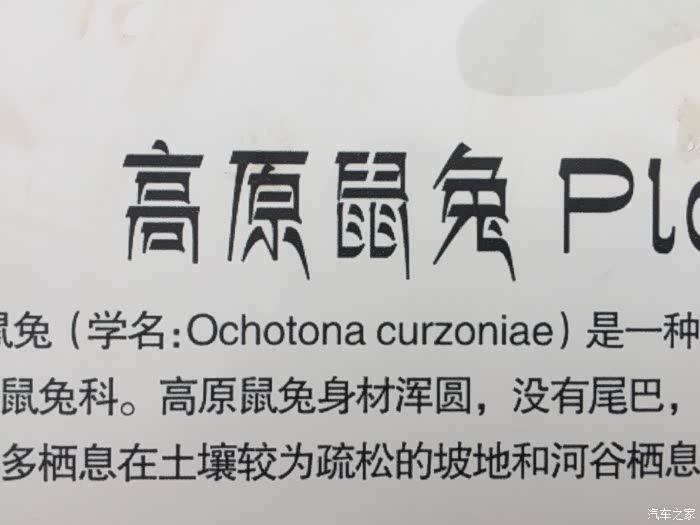 高原鼠兔 Pl
鼠兔（学名：Ochotona curzoniae）是一种
鼠兔科。高原鼠兔身材浑圆，没有尾巴，
多栖息在土壤较为疏松的坡地和河谷栖息
汽车之家